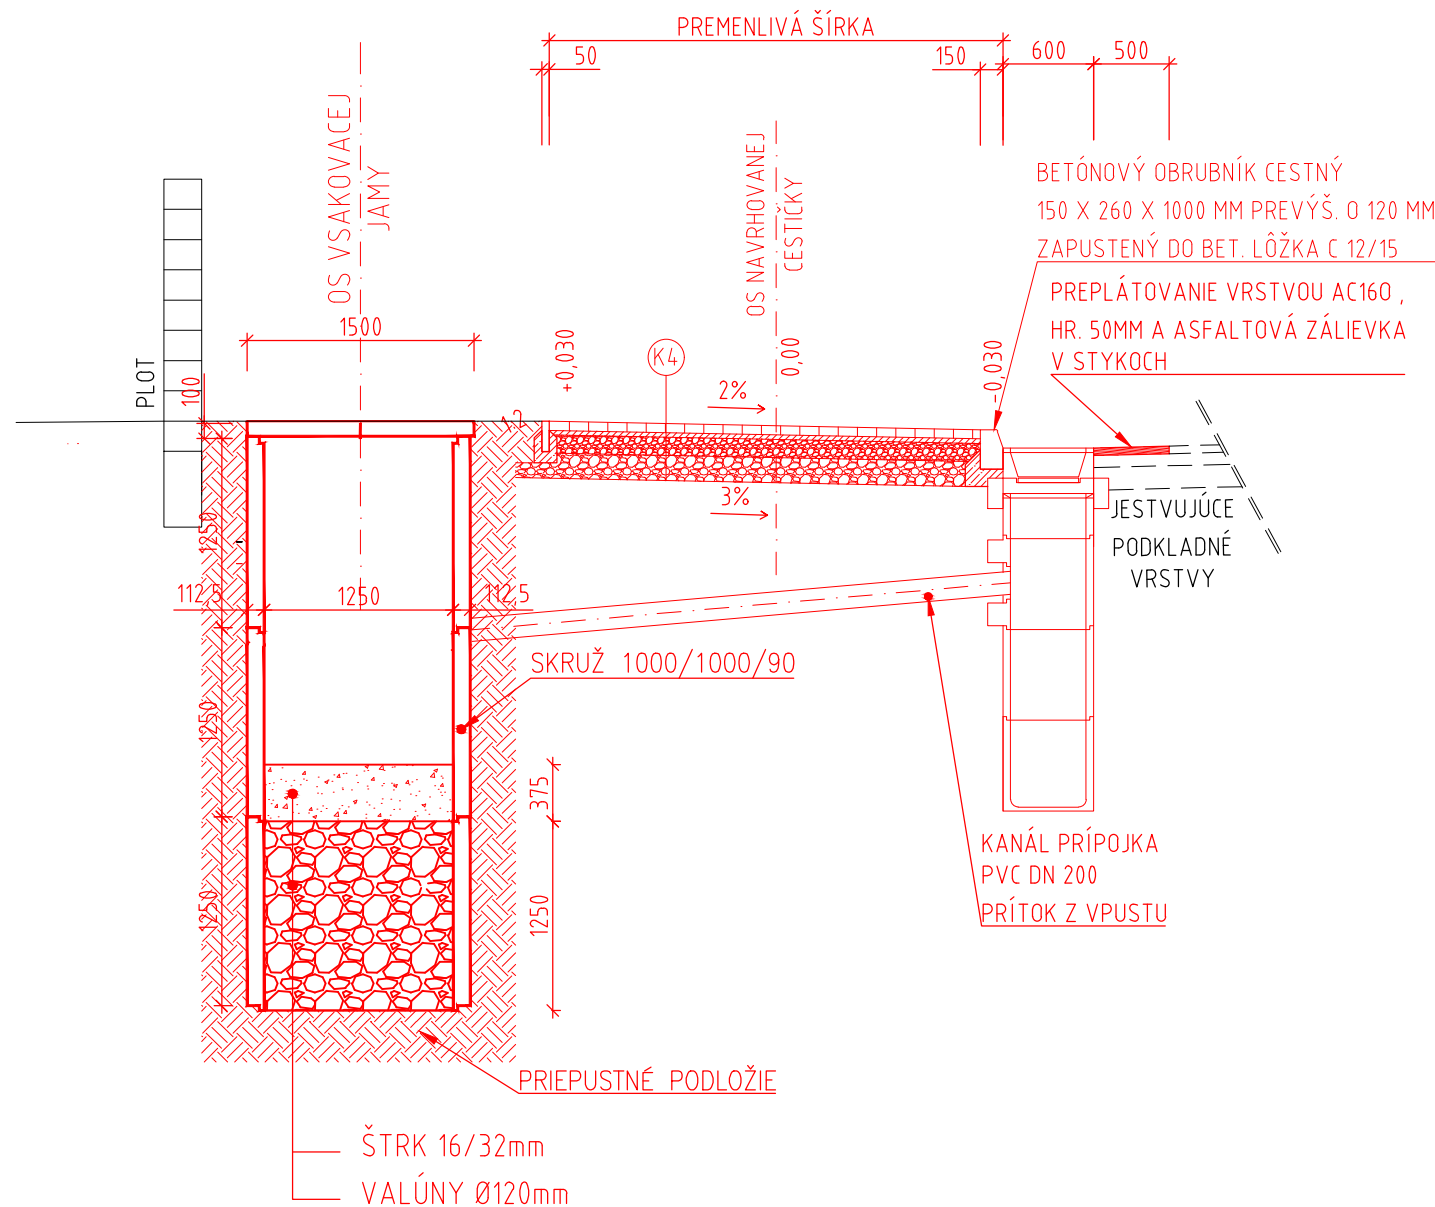 PREMENLIVÁ ŠÍRKA
50
150
600
500
OS VSAKOVACEJ
JAMY
OS NAVRHOVANEJ
CESTIČKY
BETÓNOVÝ OBRUBNÍK CESTNÝ
150 X 260 X 1000 MM PREVÝŠ. O 120 MM
ZAPUSTENÝ DO BET. LÔŽKA C 12/15
PREPLÁTOVANIE VRSTVOU AC160 ,
HR. 50MM A ASFALTOVÁ ZÁLIEVKA
V STYKOCH
1500
+0,030
K4
0,00
-0,030
PLOT
100
2%
3%
JESTVUJÚCE
PODKLADNÉ
VRSTVY
1250
112,5
1250
112,5
SKRUŽ 1000/1000/90
1250
375
1250
1250
KANÁL PRÍPOJKA
PVC DN 200
PRÍTOK Z VPUSTU
PRIEPUSTNÉ PODLOŽIE
ŠTRK 16/32mm
VALÚNY Ø120mm